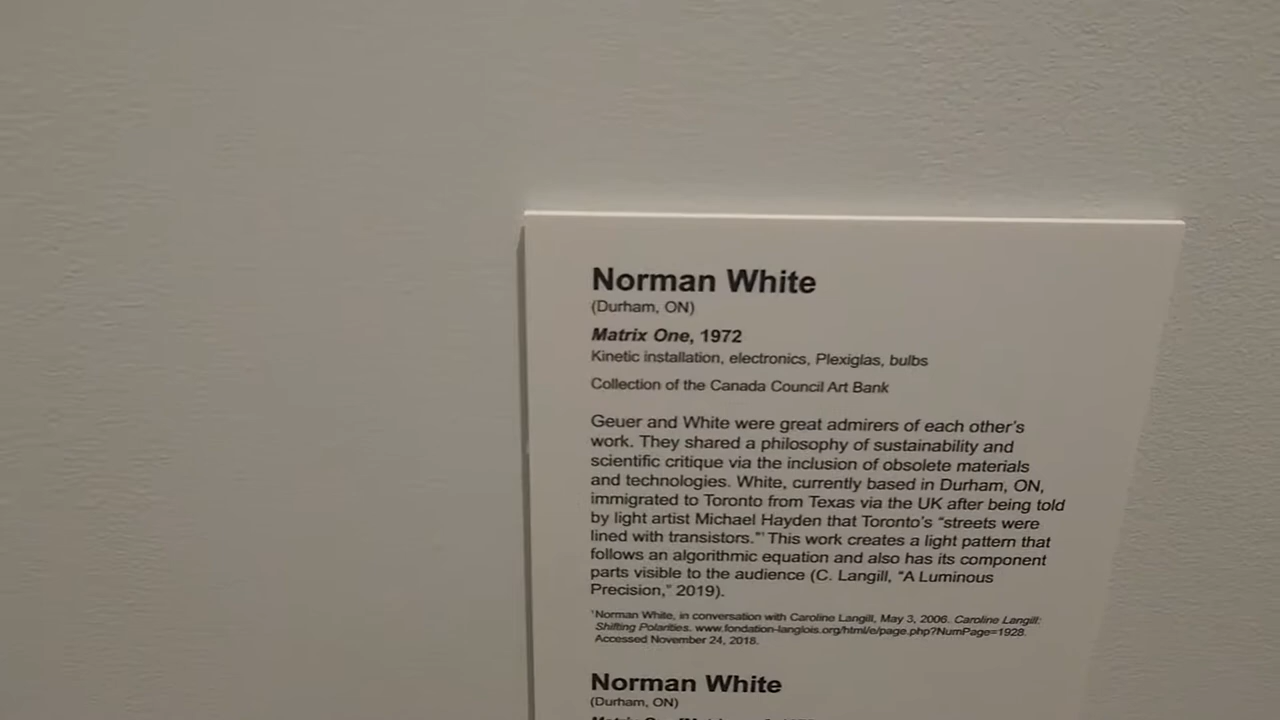 Norman White
(Durham, ON)
Matrix One, 1972
Kinetic installation, electronics, Plexiglas, bulbs
Collection of the Canada Council Art Bank
Geuer and White were great admirers of each other's
work. They shared a philosophy of sustainability and
scientific critique via the inclusion of obsolete materials
and technologies. White, currently based in Durham, ON,
immigrated to Toronto from Texas via the UK after being told
by light artist Michael Hayden that Toronto's "streets were
lined with transistors."¹ This work creates a light pattern that
follows an algorithmic equation and also has its component
parts visible to the audience (C. Langill, "A Luminous
Precision," 2019).
¹Norman White, in conversation with Caroline Langill, May 3, 2006. Caroline Langill:
Shifting Polarities. www.fondation-langlois.org/html/e/page.php?NumPage=1928.
Accessed November 24, 2018.
Norman White
(Durham, ON)